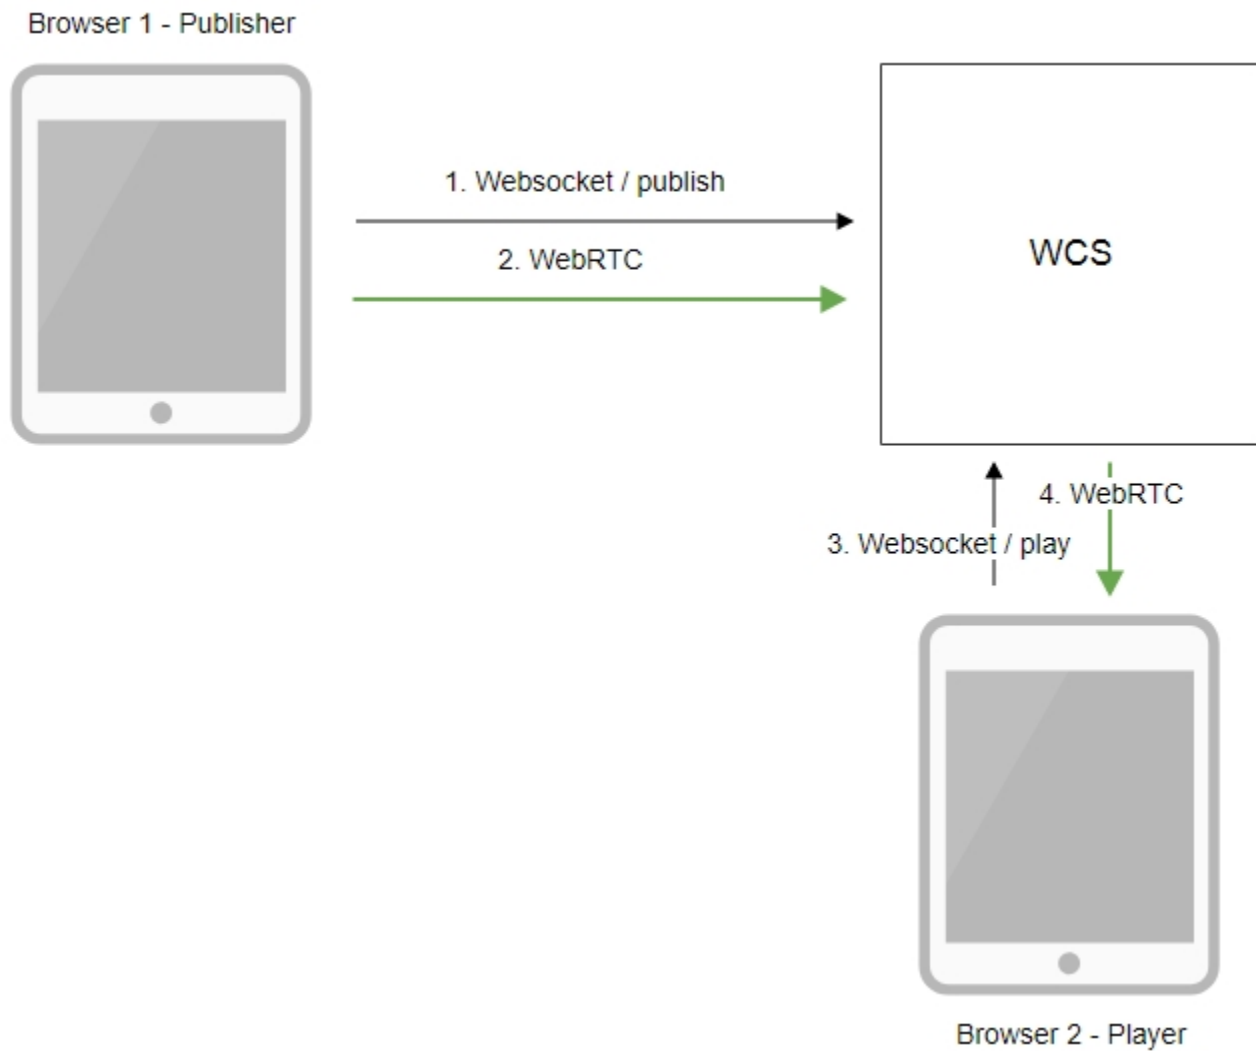 Browser 1 - Publisher
1. Websocket / publish
2. WebRTC
WCS
4. WebRTC
3. Websocket / play
Browser 2 - Player